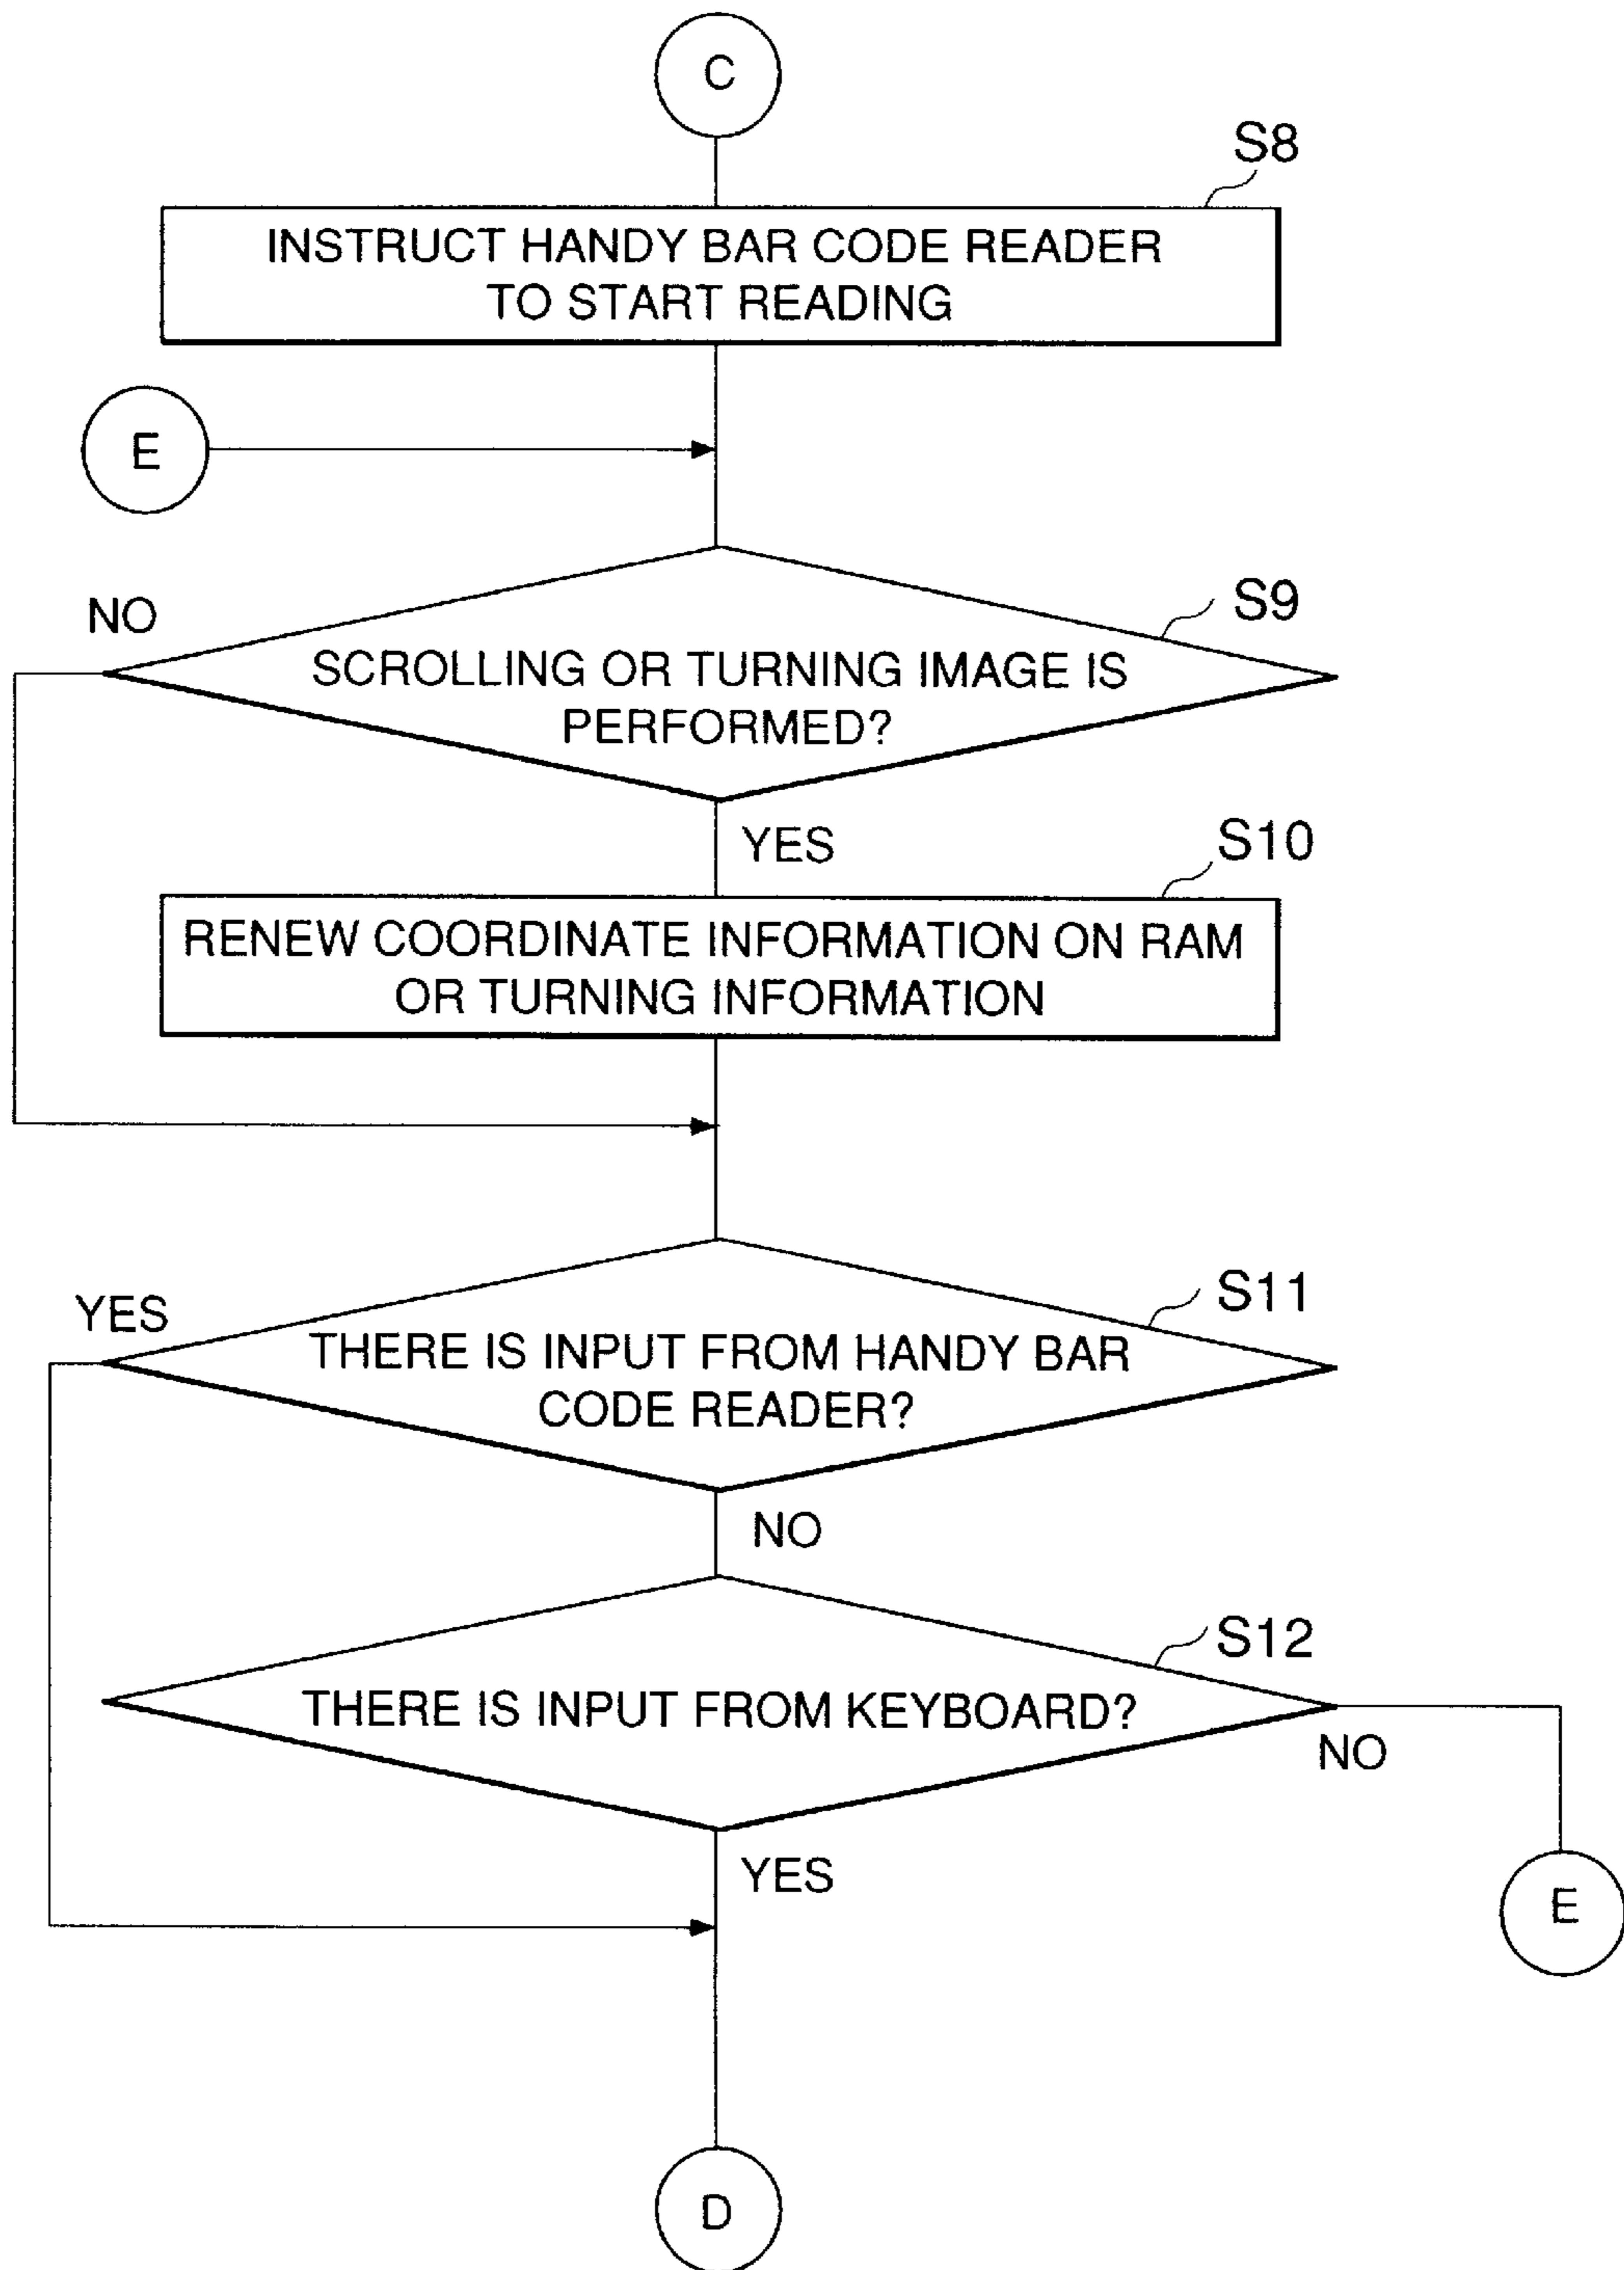 C
S8
INSTRUCT HANDY BAR CODE READER
TO START READING
E
S9
NO
SCROLLING OR TURNING IMAGE IS
PERFORMED?
YES
S10
RENEW COORDINATE INFORMATION ON RAM
OR TURNING INFORMATION
S11
YES
THERE IS INPUT FROM HANDY BAR
CODE READER?
NO
S12
THERE IS INPUT FROM KEYBOARD?
NO
YES
E
D